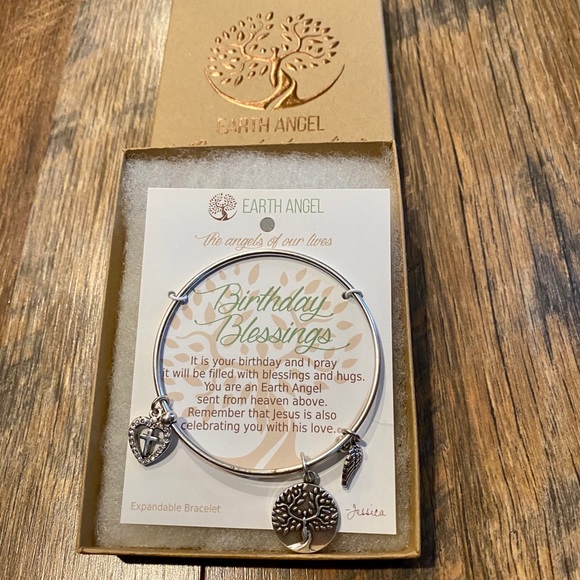 EARTH ANGEL
EARTH ANGEL
The angels of our lives
Birthday
Blessings
It is your birthday and I pray
it will be filled with blessings and hugs.
You are an Earth Angel
sent from heaven above.
Remember that Jesus is also
celebrating you with his love.
Expandable Bracelet
-Jessica